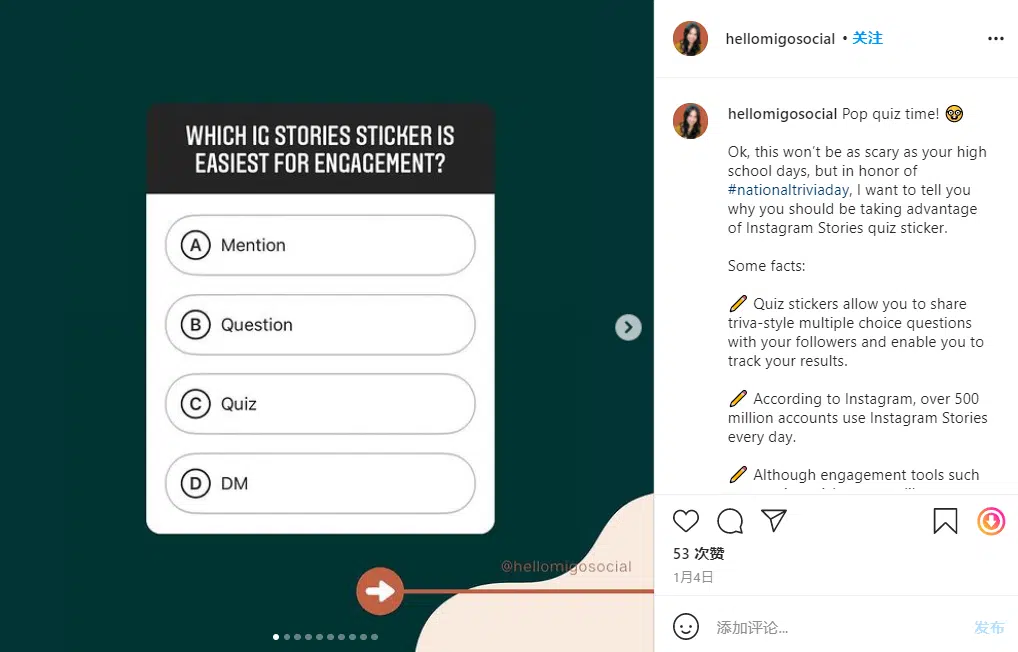 WHICH IG STORIES STICKER IS
EASIEST FOR ENGAGEMENT?
A Mention
B Question
C Quiz
D DM
@hellomigosocial
hellomigosocial • 关注
hellomigosocial Pop quiz time! 🤓
Ok, this won't be as scary as your high
school days, but in honor of
#nationaltriviaday, I want to tell you
why you should be taking advantage
of Instagram Stories quiz sticker.
Some facts:
✏️ Quiz stickers allow you to share
triva-style multiple choice questions
with your followers and enable you to
track your results.
✏️ According to Instagram, over 500
million accounts use Instagram Stories
every day.
✏️ Although engagement tools such
53 次赞
1月4日
添加评论...
发布